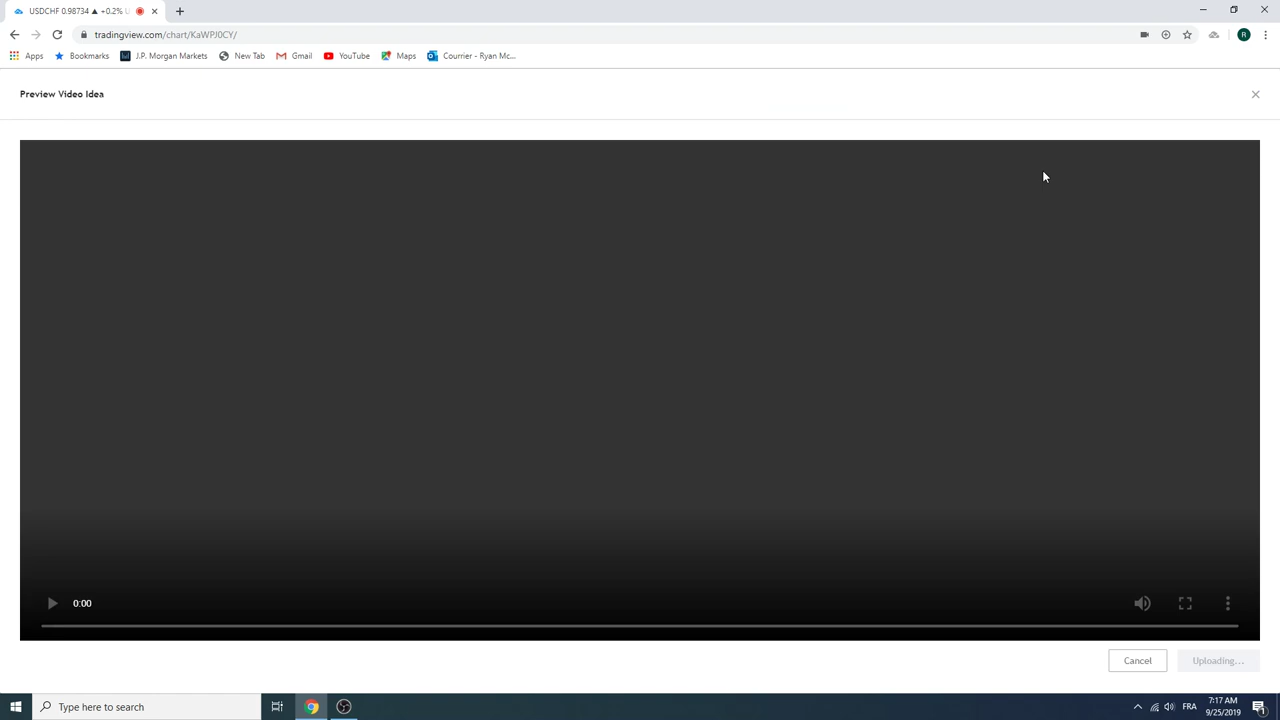 USDCHF 0.98734 ▲ +0.2% U
tradingview.com/chart/KaWPJ0CY/
R
Apps Bookmarks J.P. Morgan Markets New Tab Gmail YouTube Maps Courrier - Ryan Mc...
Preview Video Idea
0:00
Cancel Uploading...
Type here to search
FRA
7:17 AM
9/25/2019
1